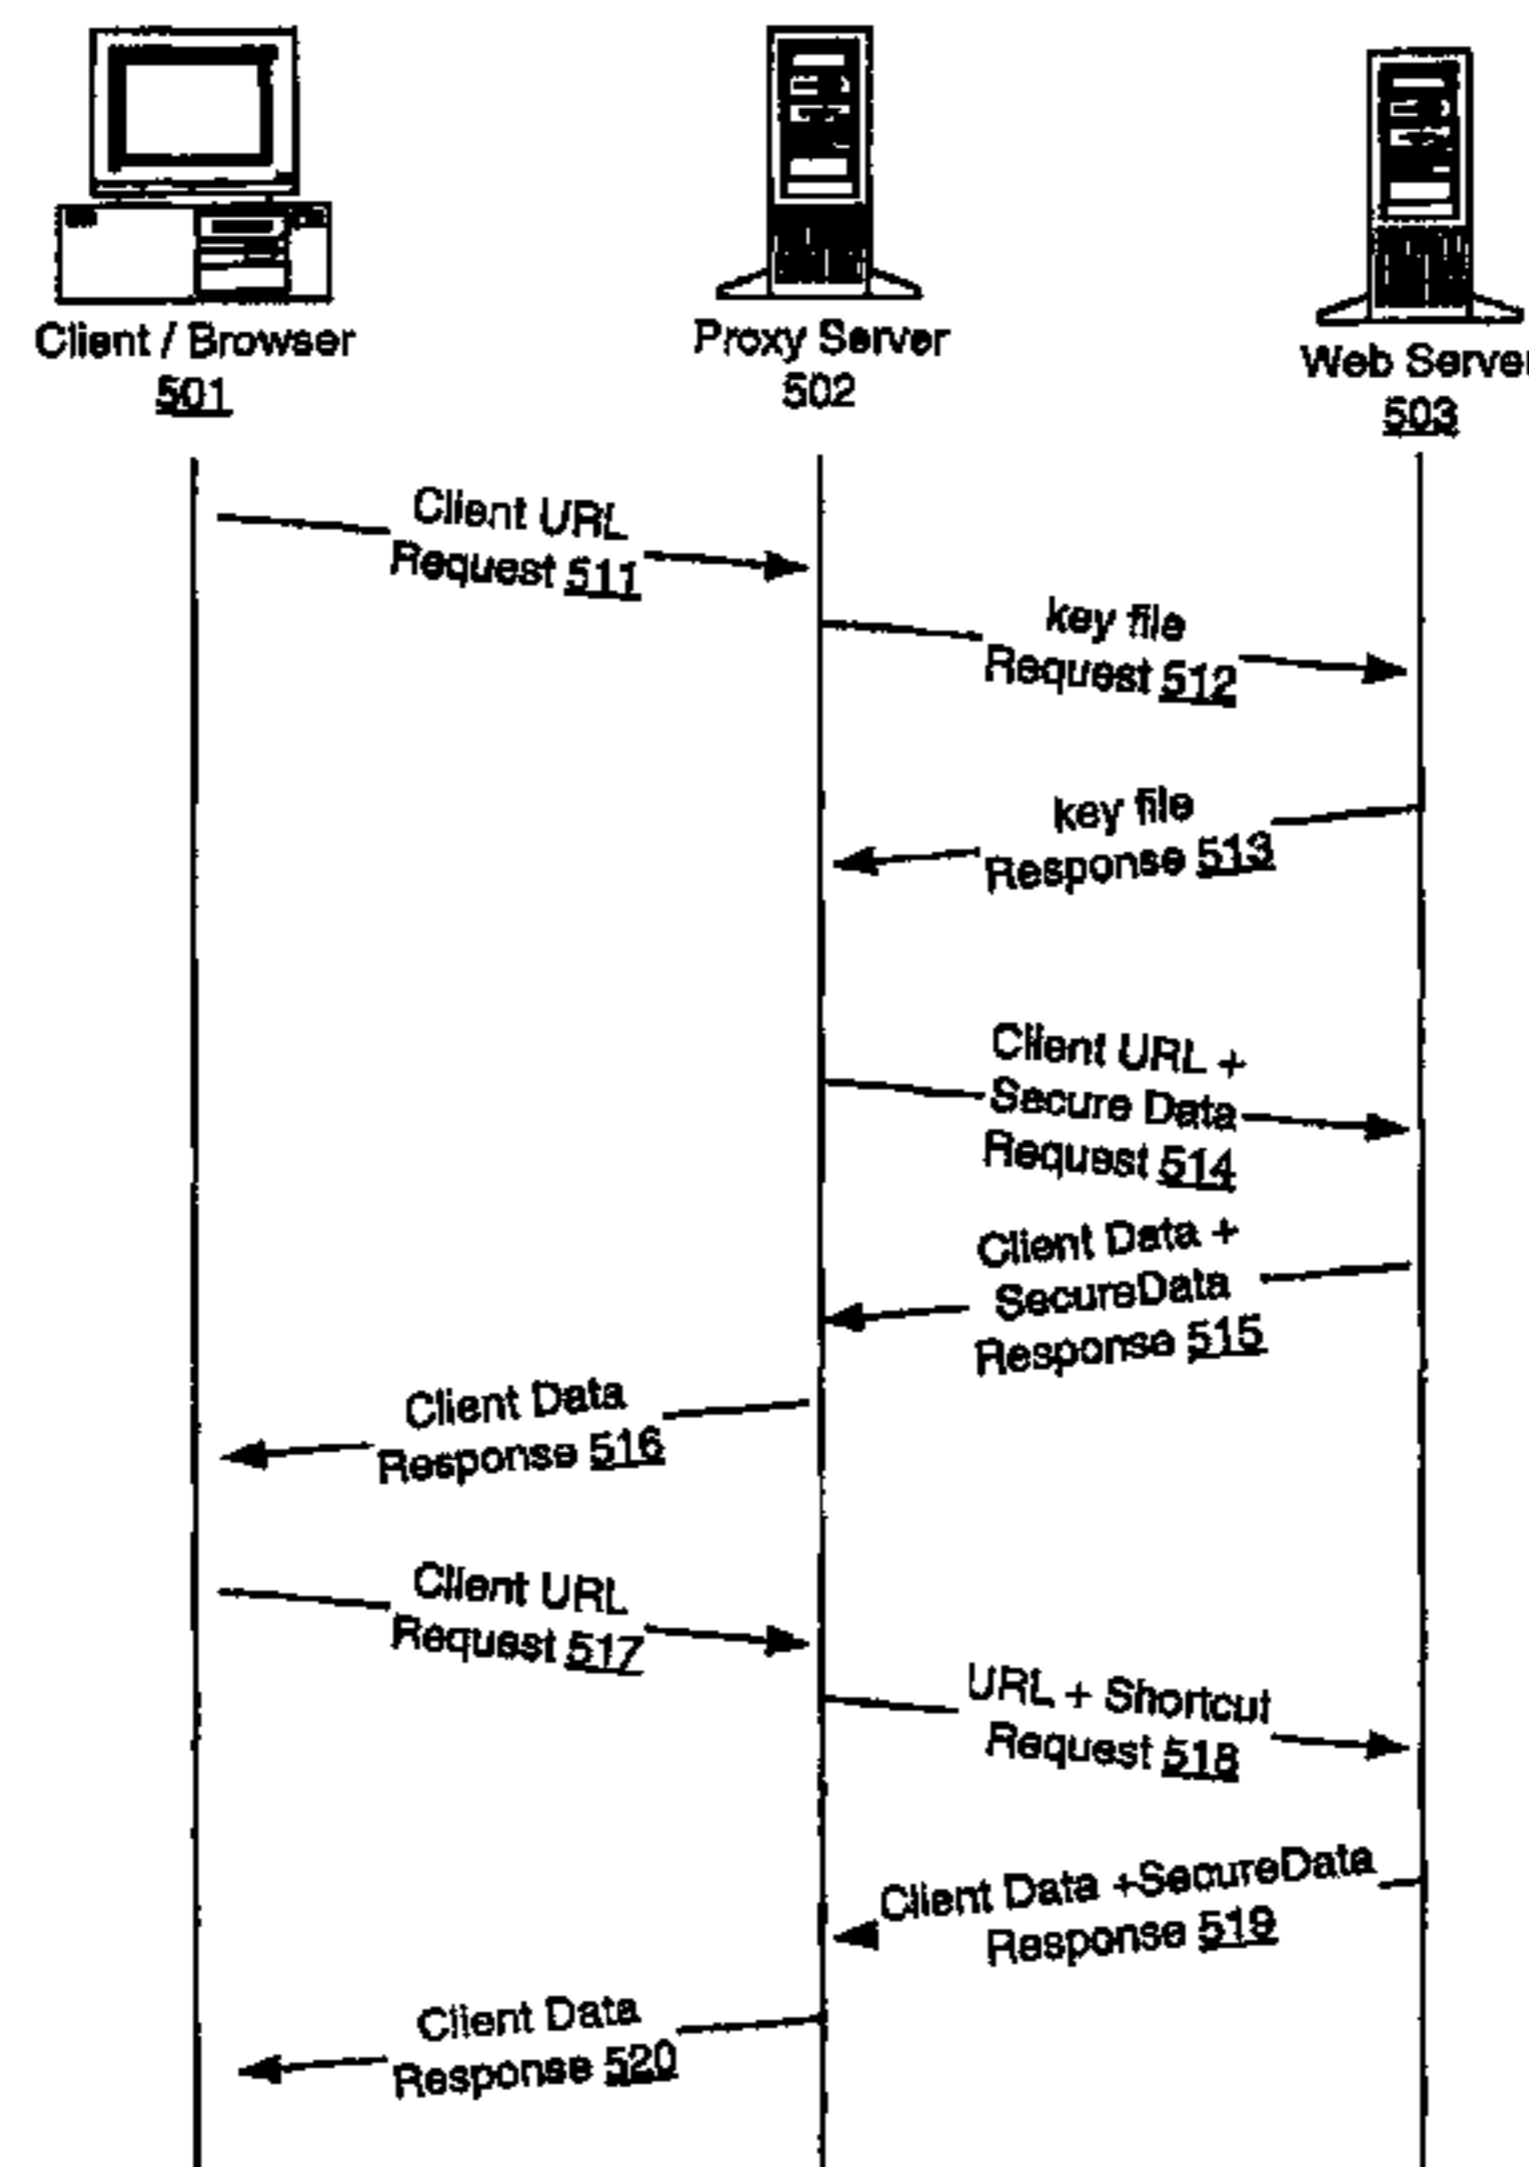 Client / Browser
501
Proxy Server
502
Web Server
503
Client URL
Request 511
key file
Request 512
key file
Response 513
Client URL +
Secure Data
Request 514
Client Data +
SecureData
Response 515
Client Data
Response 516
Client URL
Request 517
URL + Shortcut
Request 518
Client Data +SecureData
Response 519
Client Data
Response 520